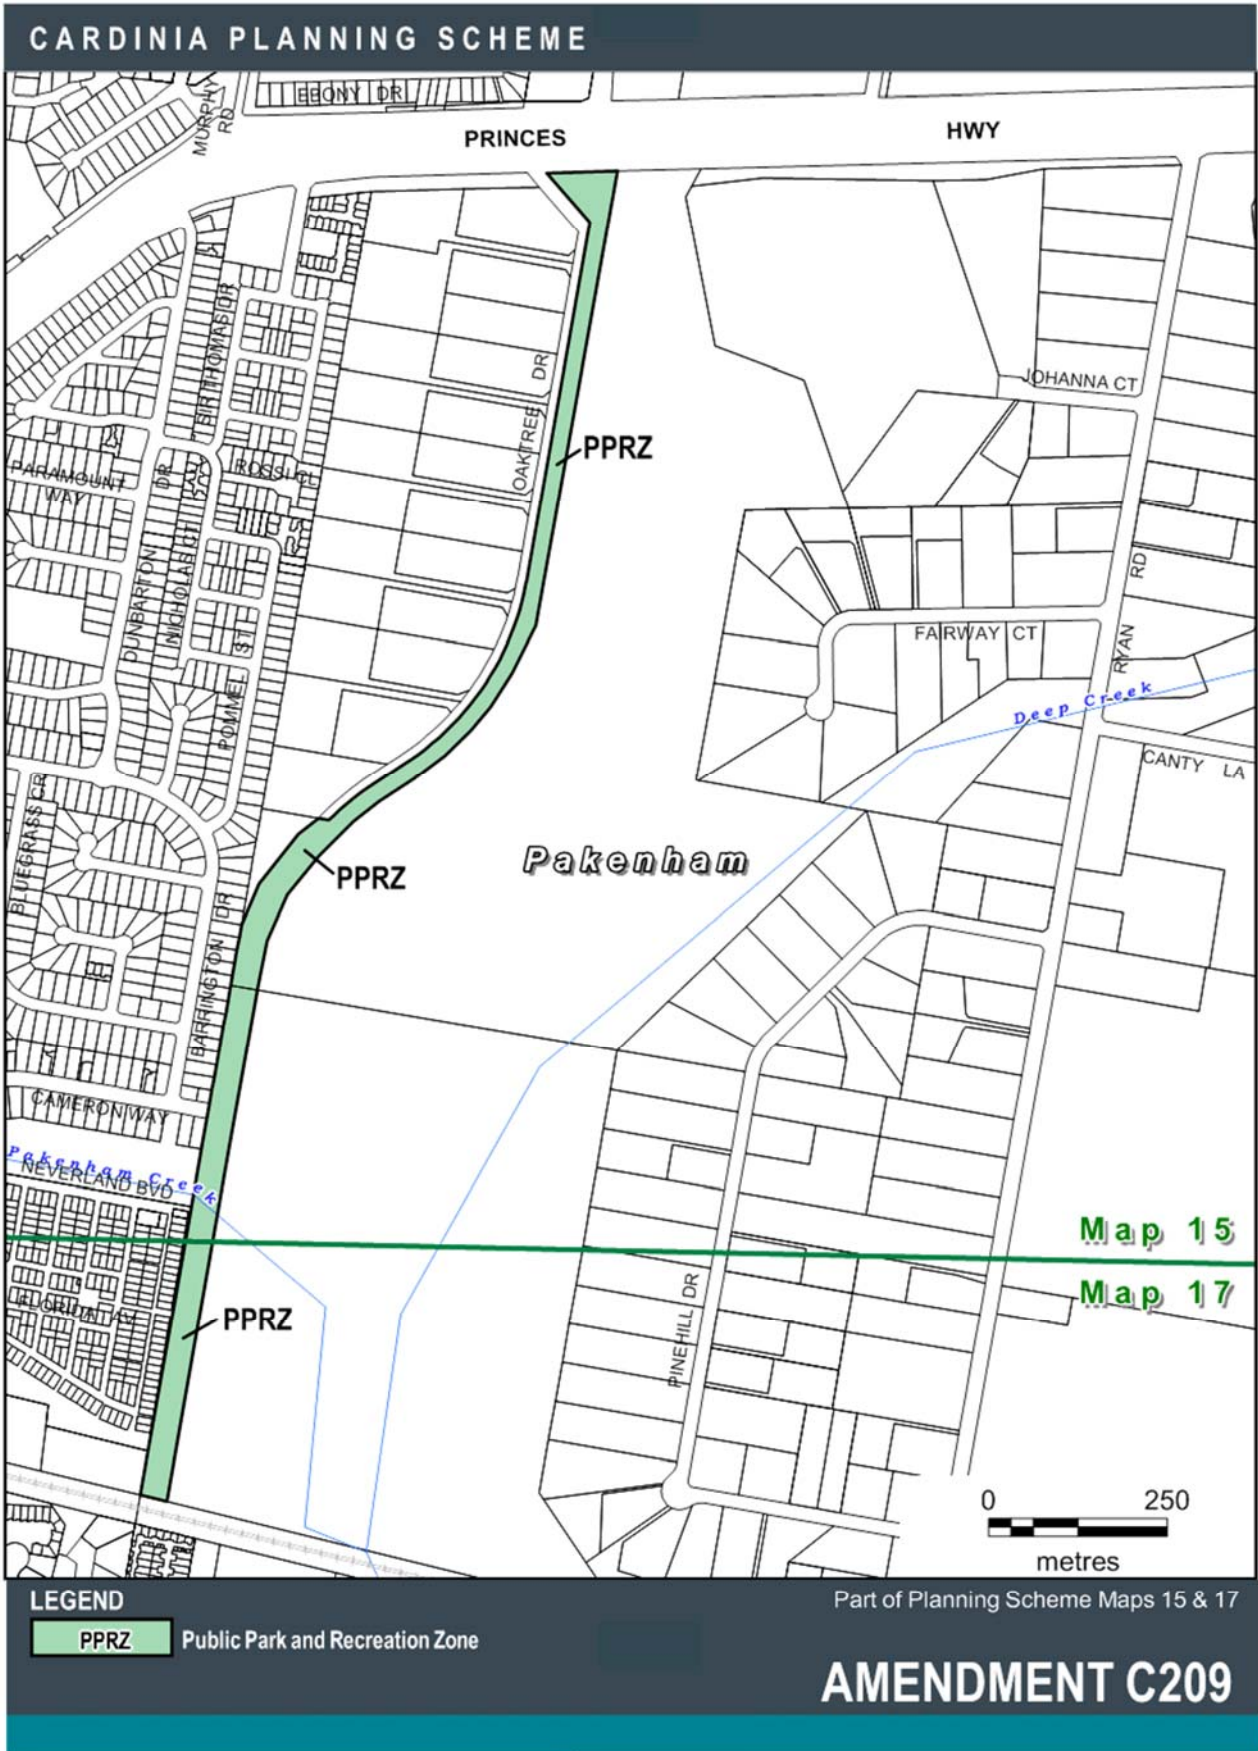 CARDINIA PLANNING SCHEME
EBONY DR
MURPHY RD
PRINCES HWY
SIR THOMAS DR
OAKTREE DR
JOHANNA CT
PPRZ
PARAMOUNT WAY
ROSSI CL
DUNBARTON DR
NICHOLAS CT
POMMEL ST
FAIRWAY CT
RYAN RD
Deep Creek
CANTY LA
BLUEGRASS CR
Pakenham
PPRZ
BARRINGTON DR
CAMERON WAY
Pakenham Creek
NEVERLAND BVD
Map 15
Map 17
FLORIDA AV
PPRZ
PINEHILL DR
0 250
metres
LEGEND
Part of Planning Scheme Maps 15 & 17
PPRZ Public Park and Recreation Zone
AMENDMENT C209